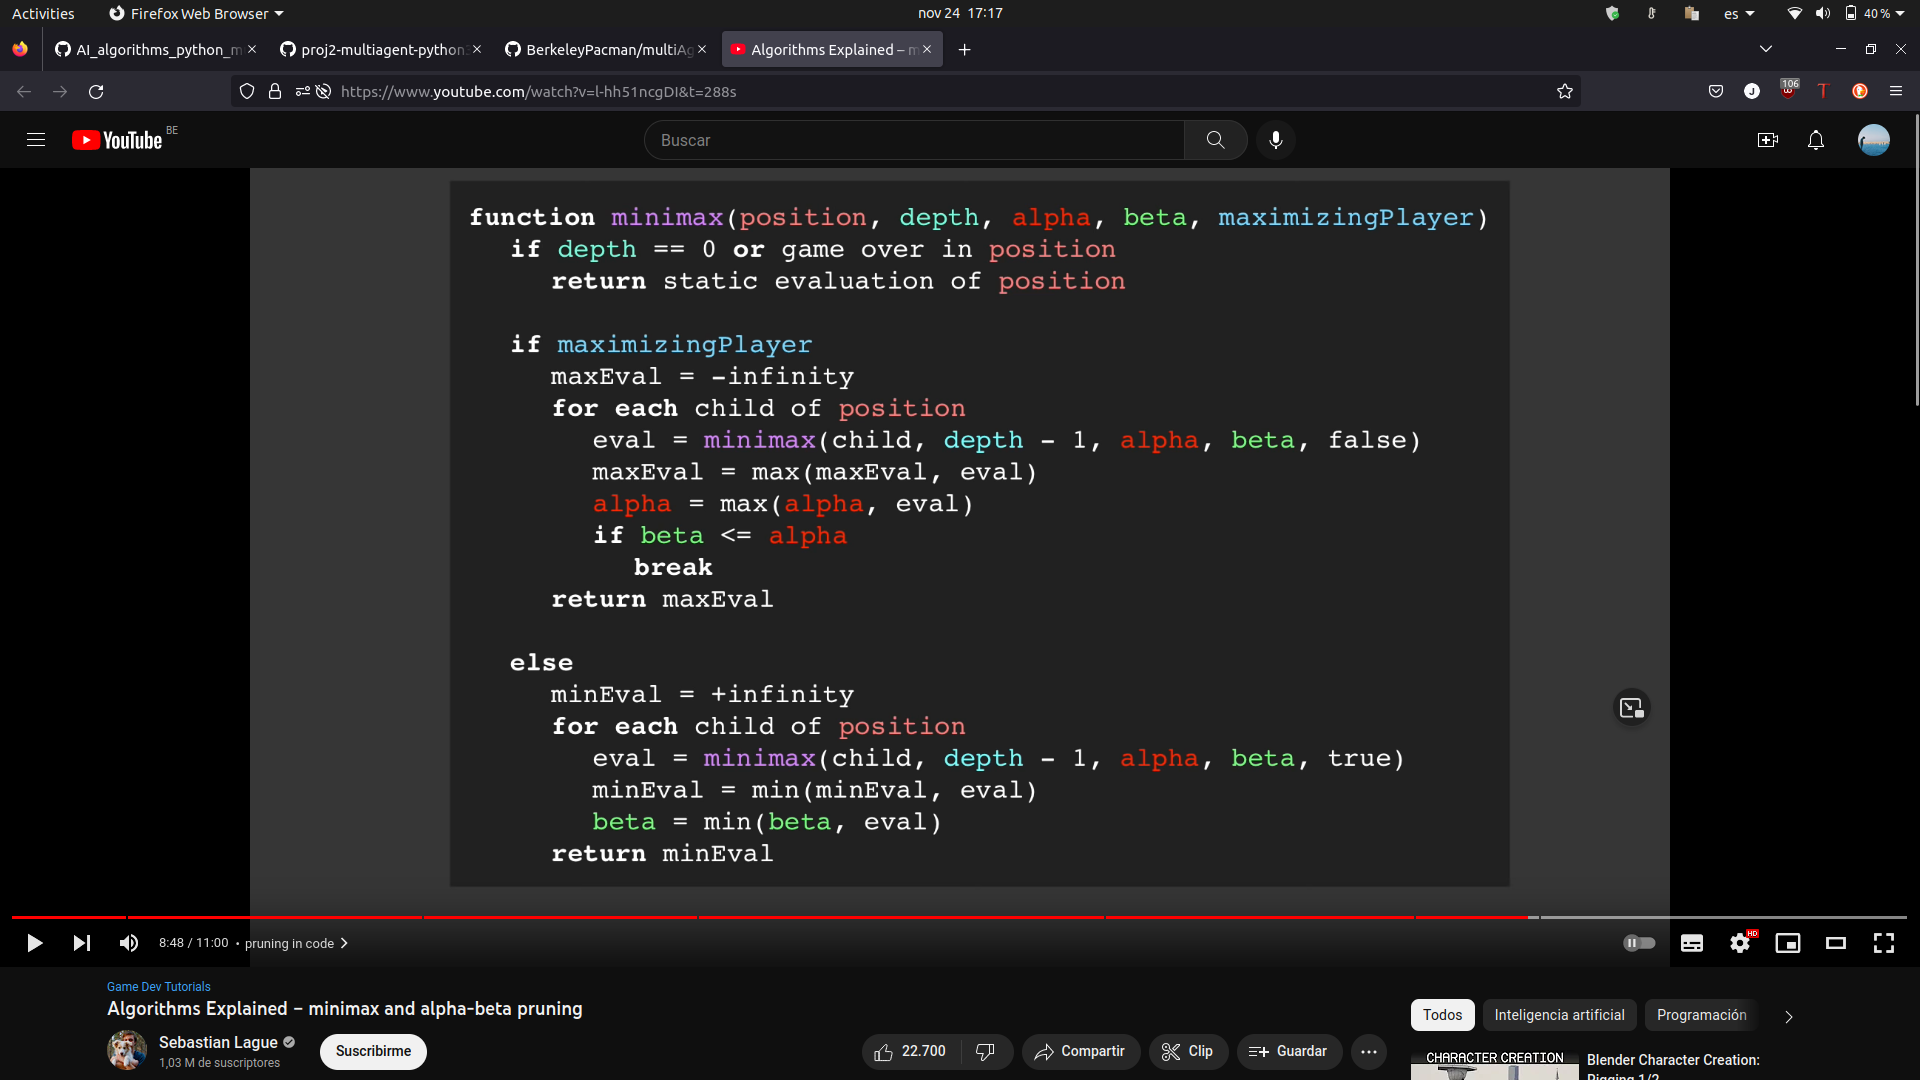 Activities
Firefox Web Browser
nov 24 17:17
es
40 %
AI_algorithms_python_m
proj2-multiagent-python
BerkeleyPacman/multiAg
Algorithms Explained – m
https://www.youtube.com/watch?v=l-hh51ncgDI&t=288s
J
106
T
YouTube BE
Buscar
function minimax(position, depth, alpha, beta, maximizingPlayer)
if depth == 0 or game over in position
return static evaluation of position
if maximizingPlayer
maxEval = -infinity
for each child of position
eval = minimax(child, depth - 1, alpha, beta, false)
maxEval = max(maxEval, eval)
alpha = max(alpha, eval)
if beta <= alpha
break
return maxEval
else
minEval = +infinity
for each child of position
eval = minimax(child, depth - 1, alpha, beta, true)
minEval = min(minEval, eval)
beta = min(beta, eval)
return minEval
8:48 / 11:00 • pruning in code
HD
Game Dev Tutorials
Algorithms Explained – minimax and alpha-beta pruning
Sebastian Lague
1,03 M de suscriptores
Suscribirme
22.700
Compartir
Clip
Guardar
Todos
Inteligencia artificial
Programación
CHARACTER CREATION
Blender Character Creation:
Rigging 1/2